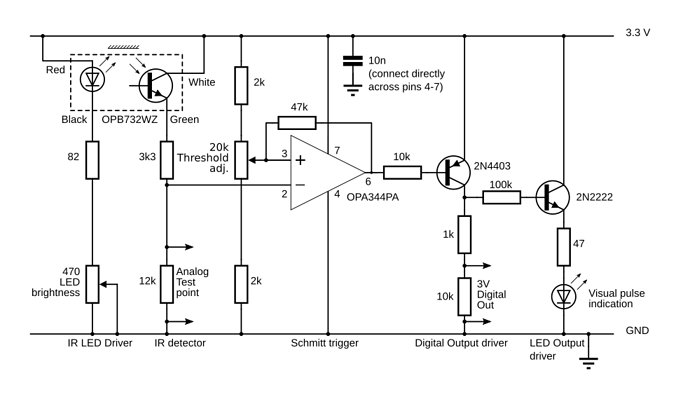 3.3 V
Red
White
Black
OPB732WZ
Green
2k
10n
(connect directly
across pins 4-7)
47k
82
3k3
20k
Threshold
adj.
3
7
+
−
2
6
4
OPA344PA
10k
2N4403
100k
2N2222
1k
47
470
LED
brightness
12k
Analog
Test
point
2k
10k
3V
Digital
Out
Visual pulse
indication
GND
IR LED Driver
IR detector
Schmitt trigger
Digital Output driver
LED Output
driver